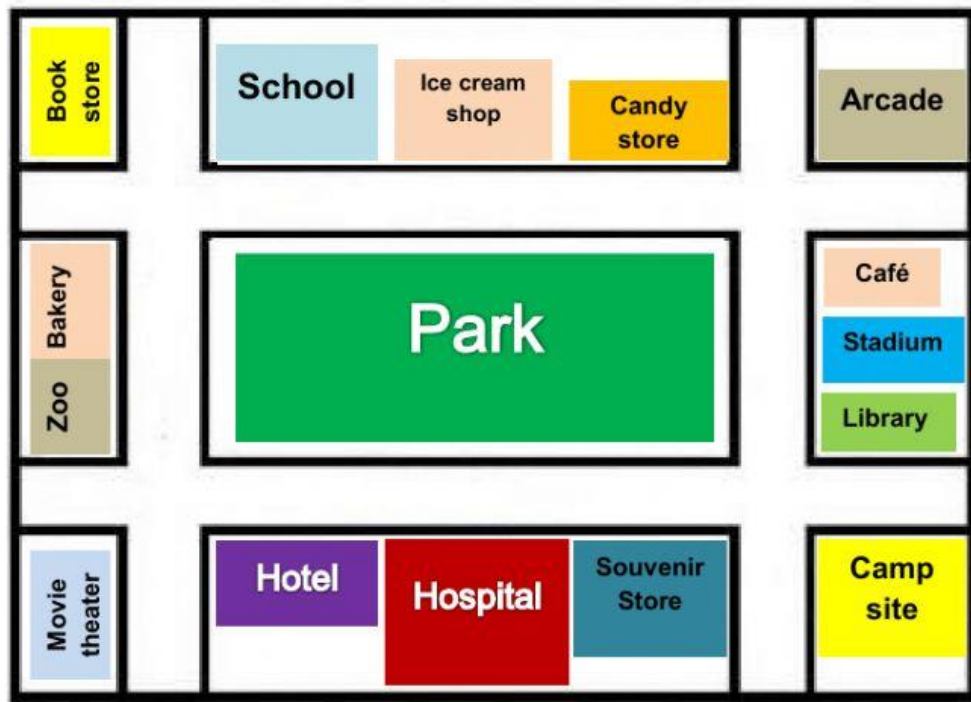 Book
store
School
Ice cream
shop
Candy
store
Arcade
Bakery
Zoo
Park
Café
Stadium
Library
Movie
theater
Hotel
Hospital
Souvenir
Store
Camp
site